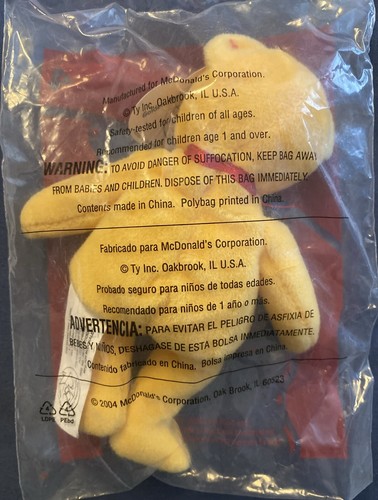 Manufactured for McDonald's Corporation.
© Ty Inc. Oakbrook, IL U.S.A.
Safety-tested for children of all ages.
Recommended for children age 1 and over.
WARNING: TO AVOID DANGER OF SUFFOCATION, KEEP BAG AWAY
FROM BABIES AND CHILDREN. DISPOSE OF THIS BAG IMMEDIATELY.
Contents made in China. Polybag printed in China.
Fabricado para McDonald's Corporation.
© Ty Inc. Oakbrook, IL U.S.A.
Probado seguro para niños de todas edades.
Recomendado para niños de 1 año o más.
ADVERTENCIA: PARA EVITAR EL PELIGRO DE ASFIXIA DE
BEBES Y NIÑOS, DESHAGASE DE ESTA BOLSA INMEDIATAMENTE.
Contenido fabricado en China. Bolsa impresa en China.
© 2004 McDonald's Corporation, Oak Brook, IL 60523
LDPE PEbd